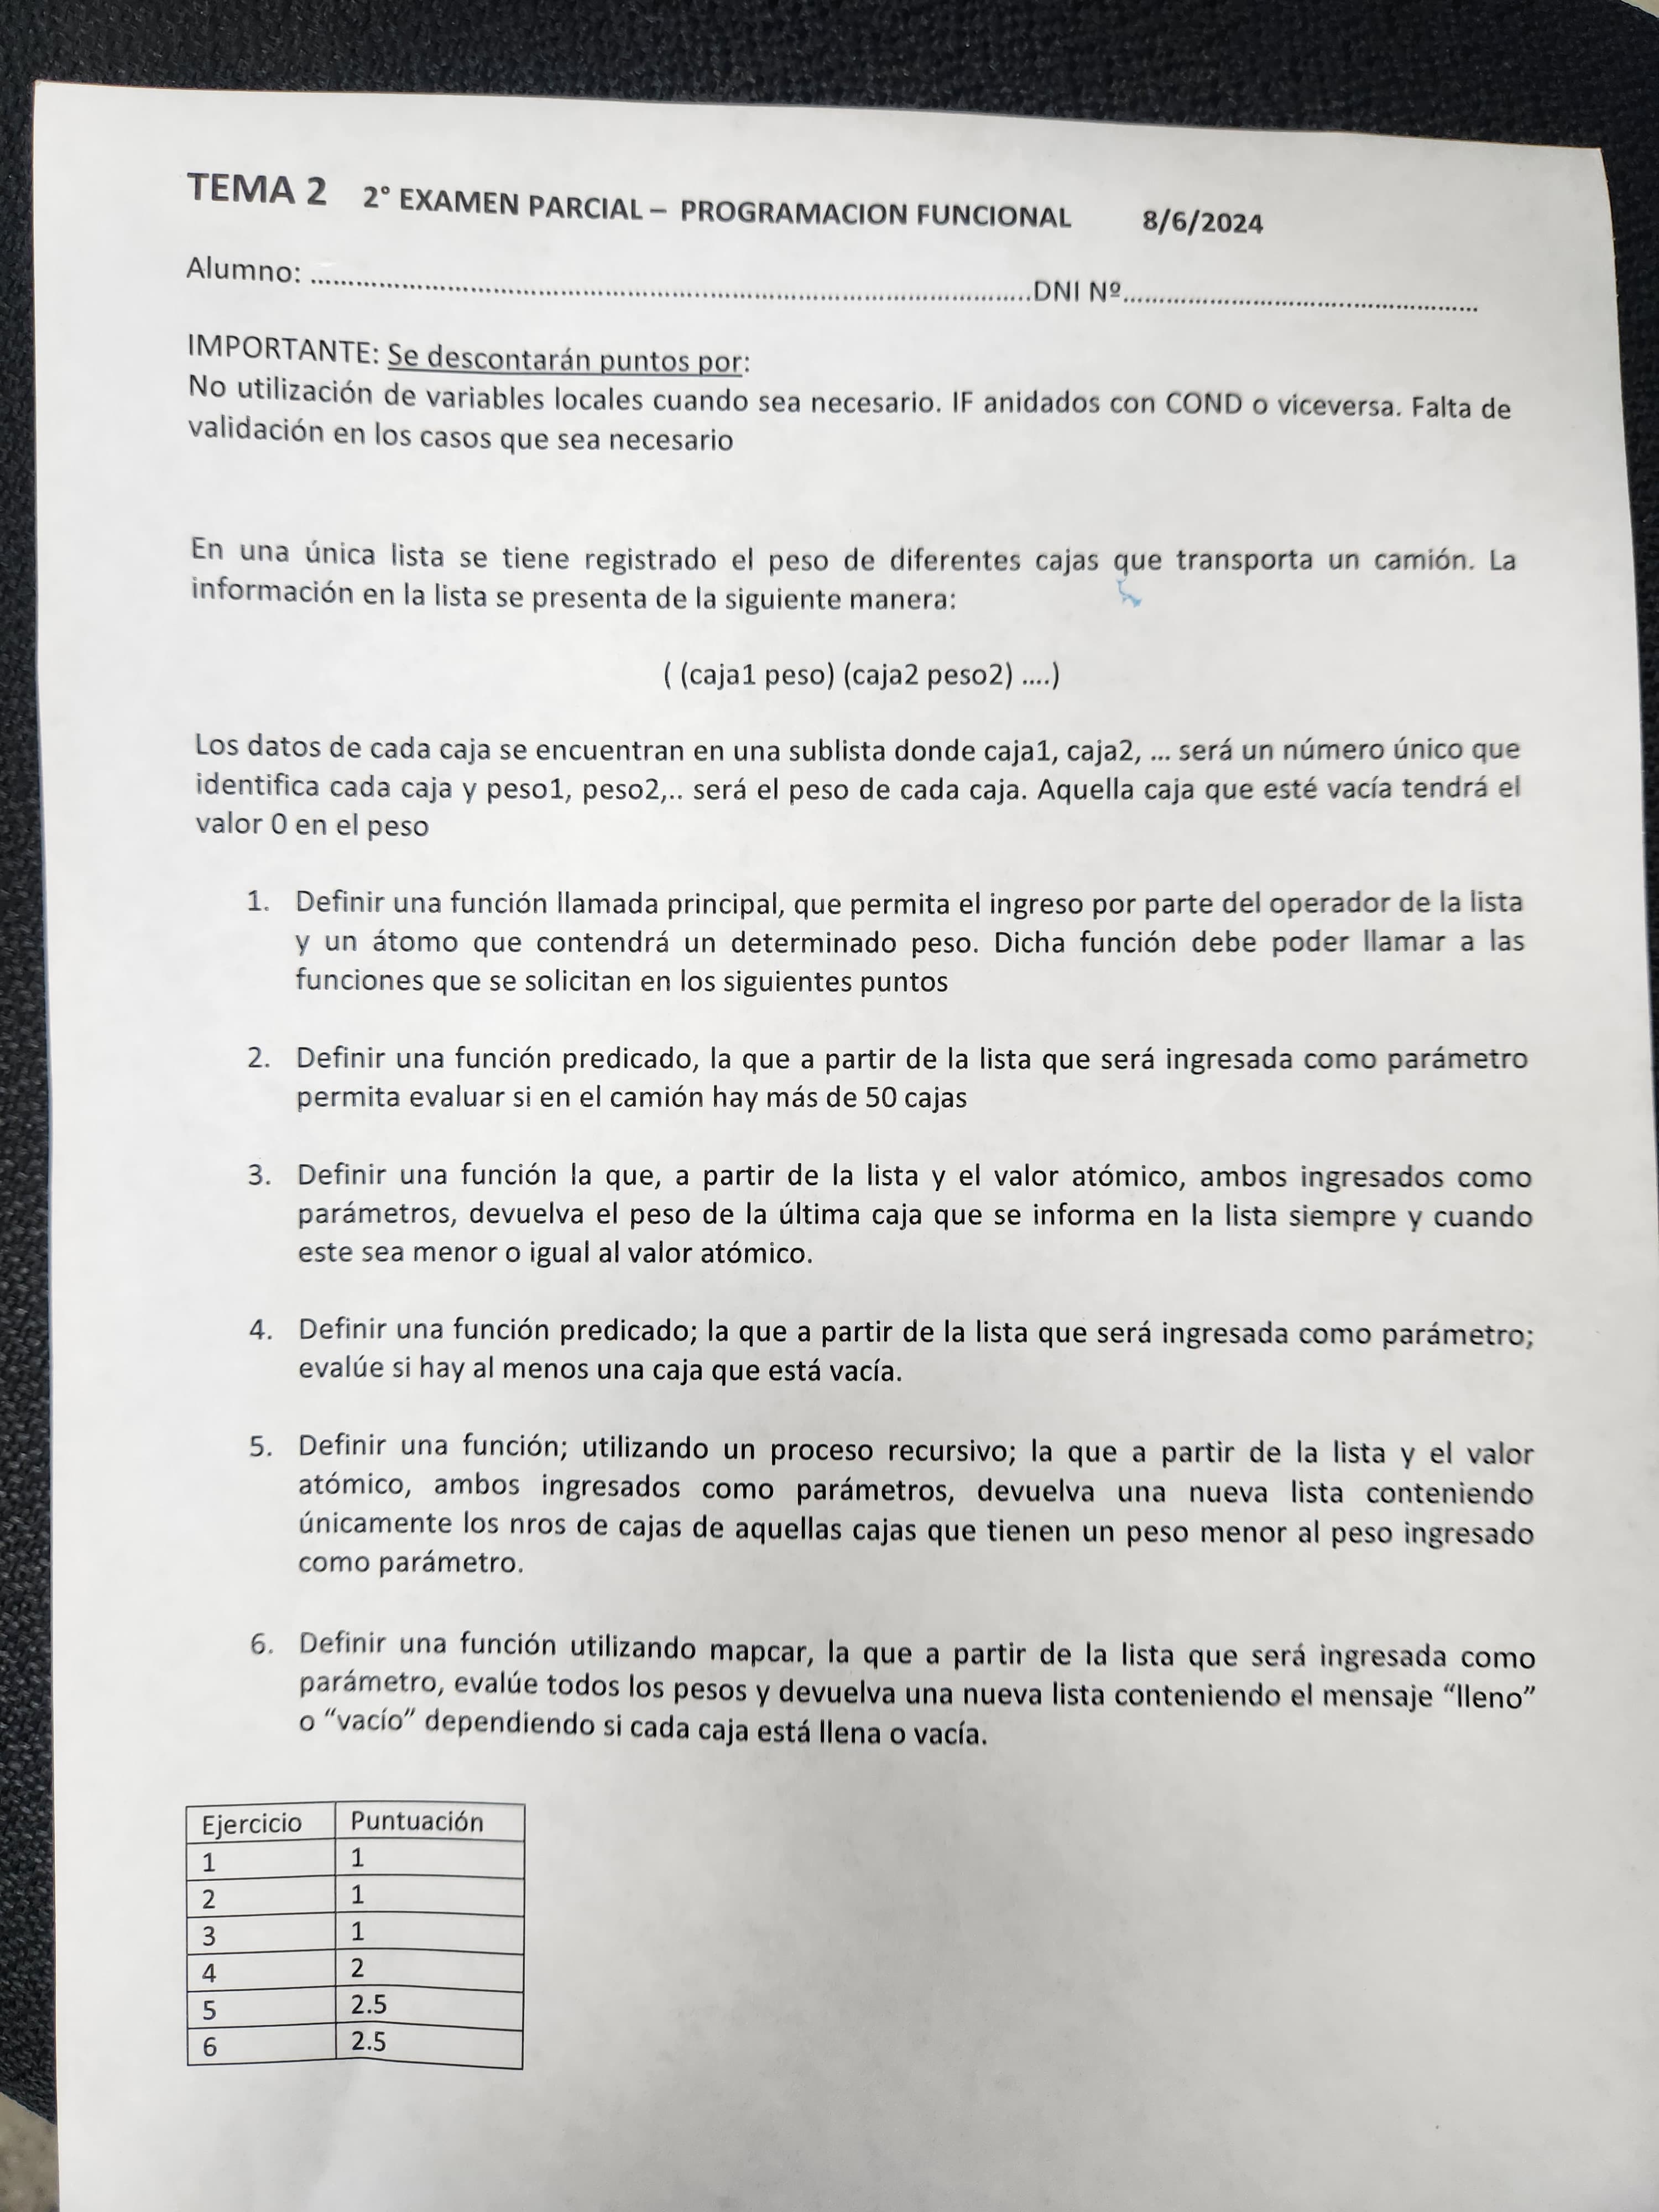 TEMA 2 2° EXAMEN PARCIAL – PROGRAMACION FUNCIONAL 8/6/2024
Alumno: ..........................................................................................DNI Nº..............................................
IMPORTANTE: Se descontarán puntos por:
No utilización de variables locales cuando sea necesario. IF anidados con COND o viceversa. Falta de
validación en los casos que sea necesario
En una única lista se tiene registrado el peso de diferentes cajas que transporta un camión. La
información en la lista se presenta de la siguiente manera:
( (caja1 peso) (caja2 peso2) ....)
Los datos de cada caja se encuentran en una sublista donde caja1, caja2, ... será un número único que
identifica cada caja y peso1, peso2,.. será el peso de cada caja. Aquella caja que esté vacía tendrá el
valor 0 en el peso
1. Definir una función llamada principal, que permita el ingreso por parte del operador de la lista
y un átomo que contendrá un determinado peso. Dicha función debe poder llamar a las
funciones que se solicitan en los siguientes puntos
2. Definir una función predicado, la que a partir de la lista que será ingresada como parámetro
permita evaluar si en el camión hay más de 50 cajas
3. Definir una función la que, a partir de la lista y el valor atómico, ambos ingresados como
parámetros, devuelva el peso de la última caja que se informa en la lista siempre y cuando
este sea menor o igual al valor atómico.
4. Definir una función predicado; la que a partir de la lista que será ingresada como parámetro;
evalúe si hay al menos una caja que está vacía.
5. Definir una función; utilizando un proceso recursivo; la que a partir de la lista y el valor
atómico, ambos ingresados como parámetros, devuelva una nueva lista conteniendo
únicamente los nros de cajas de aquellas cajas que tienen un peso menor al peso ingresado
como parámetro.
6. Definir una función utilizando mapcar, la que a partir de la lista que será ingresada como
parámetro, evalúe todos los pesos y devuelva una nueva lista conteniendo el mensaje “lleno”
o “vacío” dependiendo si cada caja está llena o vacía.
Ejercicio Puntuación
1 1
2 1
3 1
4 2
5 2.5
6 2.5